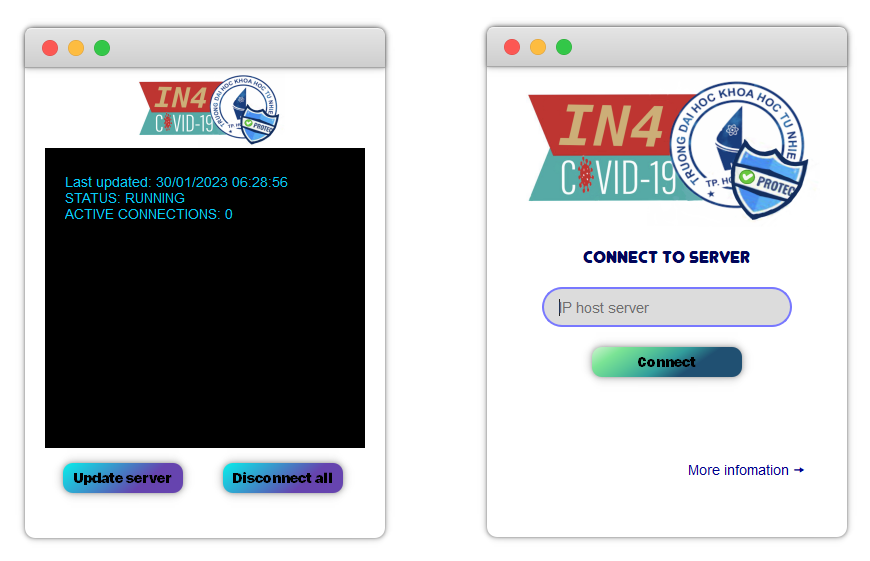 IN4
COVID-19
TRUONG DAI HOC KHOA HOC TU NHIE
TP. HO
PROTEC
Last updated: 30/01/2023 06:28:56
STATUS: RUNNING
ACTIVE CONNECTIONS: 0
Update server
Disconnect all
IN4
COVID-19
TRUONG DAI HOC KHOA HOC TU NHIE
TP. HO
PROTEC
CONNECT TO SERVER
IP host server
Connect
More infomation →